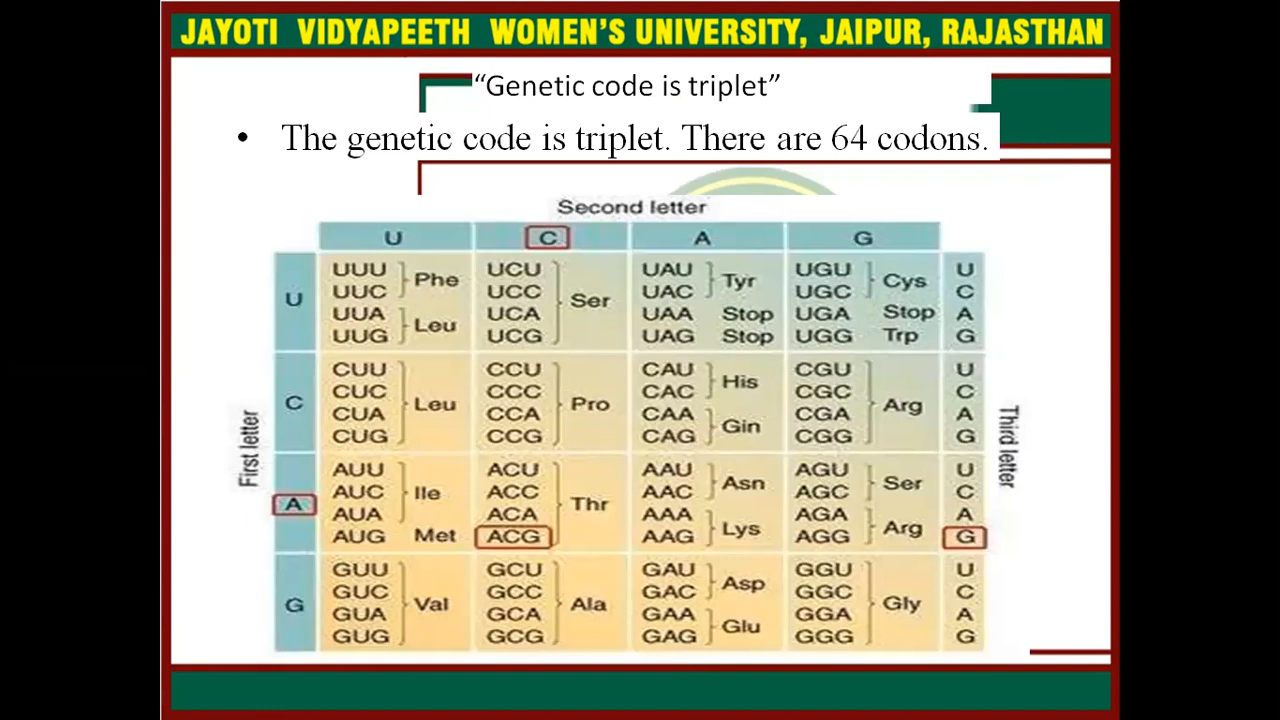 JAYOTI VIDYAPEETH WOMEN'S UNIVERSITY, JAIPUR, RAJASTHAN
“Genetic code is triplet”
• The genetic code is triplet. There are 64 codons.
Second letter
U C A G
First letter
Third letter
U
UUU UUC Phe
UUA UUG Leu
UCU UCC UCA UCG Ser
UAU UAC Tyr
UAA Stop
UAG Stop
UGU UGC Cys
UGA Stop
UGG Trp
U C A G
C
CUU CUC CUA CUG Leu
CCU CCC CCA CCG Pro
CAU CAC His
CAA CAG Gin
CGU CGC CGA CGG Arg
U C A G
A
AUU AUC AUA Ile
AUG Met
ACU ACC ACA ACG Thr
AAU AAC Asn
AAA AAG Lys
AGU AGC Ser
AGA AGG Arg
U C A G
G
GUU GUC GUA GUG Val
GCU GCC GCA GCG Ala
GAU GAC Asp
GAA GAG Glu
GGU GGC GGA GGG Gly
U C A G